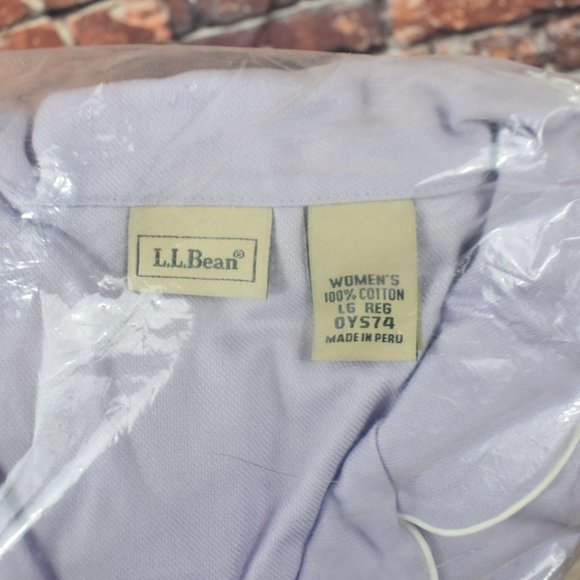 L.L.Bean®
WOMEN'S
100% COTTON
LG REG
0YS74
MADE IN PERU